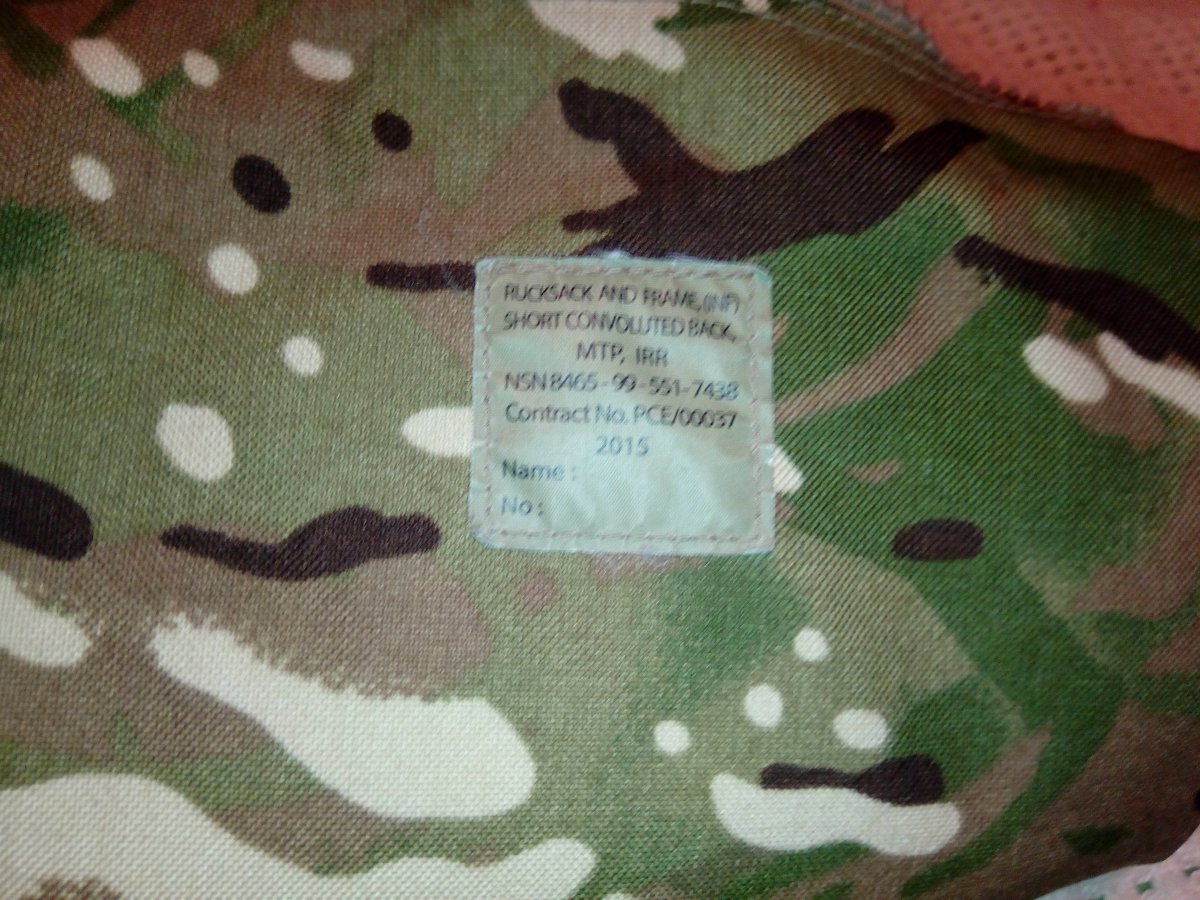 RUCKSACK AND FRAME, (INF)
SHORT CONVOLUTED BACK,
MTP, IRR
NSN 8465-99-551-7438
Contract No. PCE/00037
2015
Name :
No :